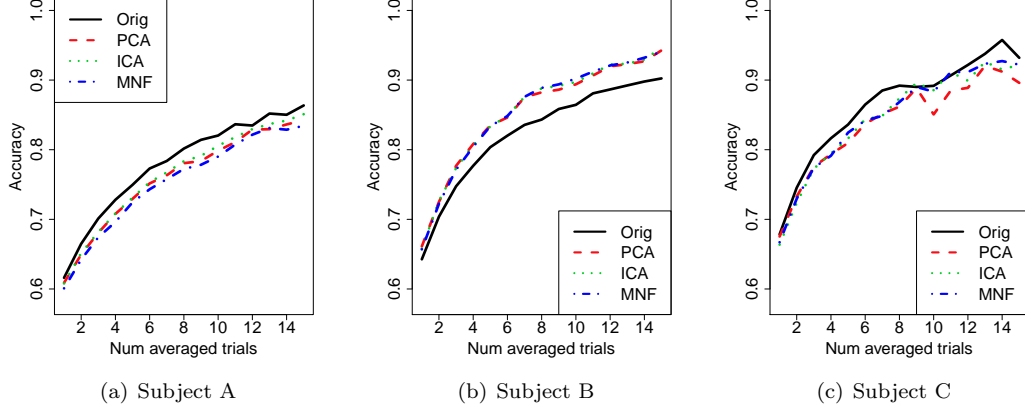 Accuracy
0.6 0.7 0.8 0.9 1.0
Orig
PCA
ICA
MNF
2 4 6 8 10 12 14
Num averaged trials
(a) Subject A
Accuracy
0.6 0.7 0.8 0.9 1.0
Orig
PCA
ICA
MNF
2 4 6 8 10 12 14
Num averaged trials
(b) Subject B
Accuracy
0.6 0.7 0.8 0.9 1.0
Orig
PCA
ICA
MNF
2 4 6 8 10 12 14
Num averaged trials
(c) Subject C